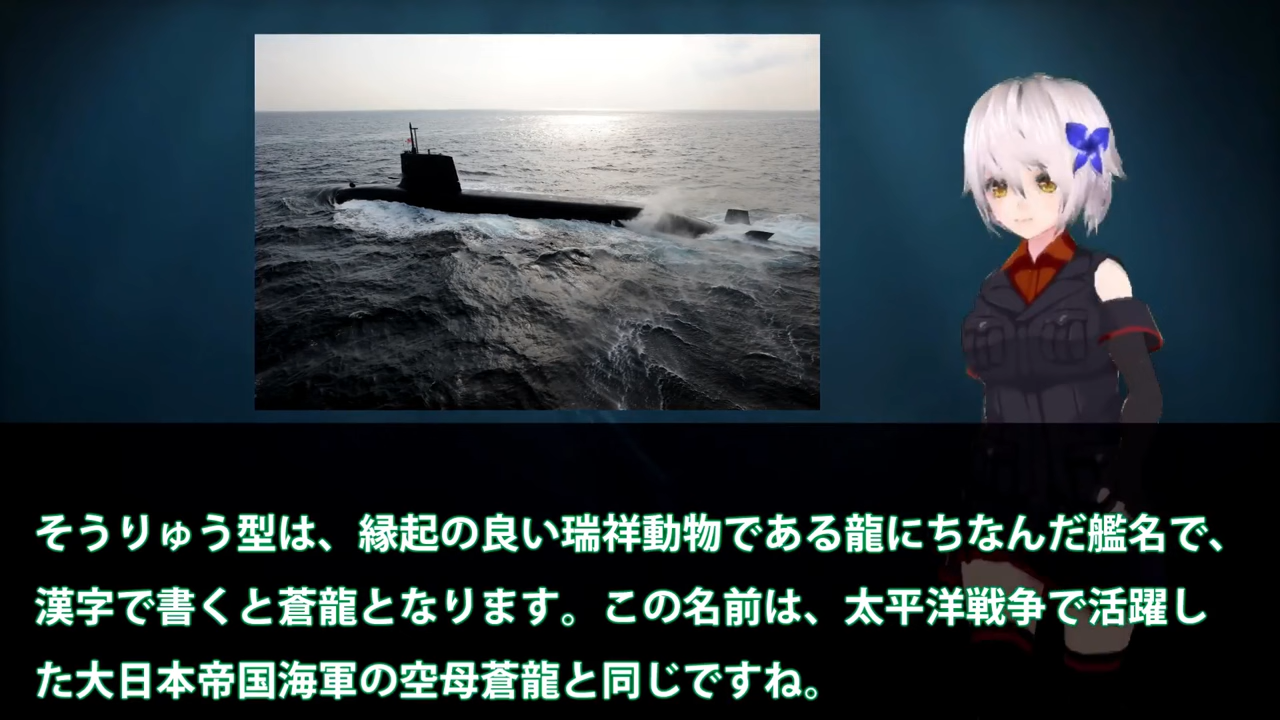 そうりゅう型は、縁起の良い瑞祥動物である龍にちなんだ艦名で、
漢字で書くと蒼龍となります。この名前は、太平洋戦争で活躍し
た大日本帝国海軍の空母蒼龍と同じですね。